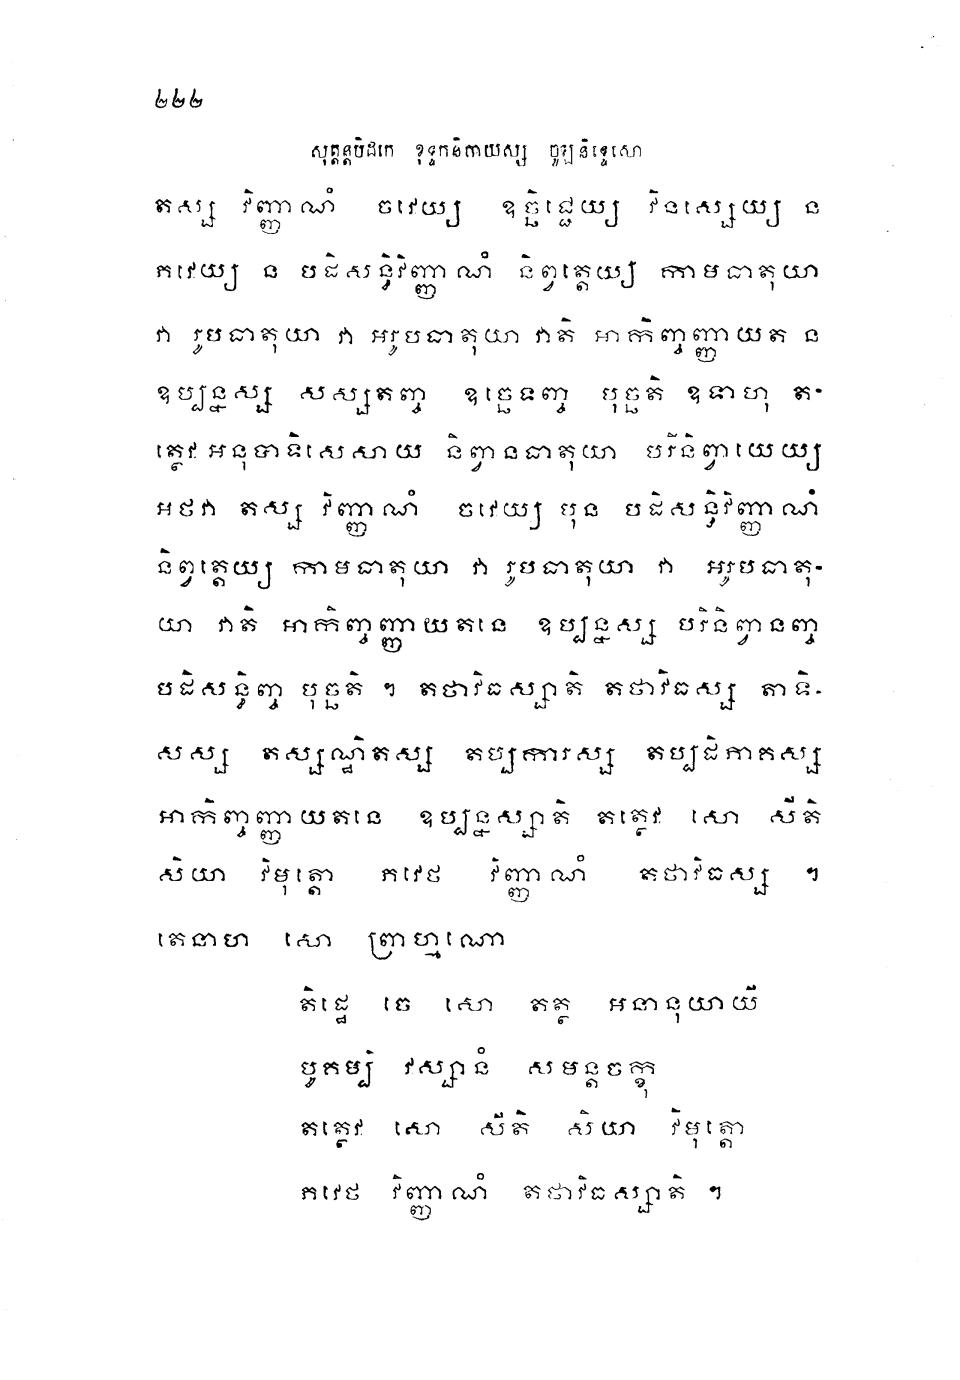 ២២២
សុត្តន្តបិដកេ ខុទ្ទកនិកាយស្ស ចូឡនិទ្ទេសោ
តស្ស វិញ្ញាណំ ចវេយ្យ ឧច្ឆិជ្ជេយ្យ វិនស្សេយ្យ ន
ភវេយ្យ ន បដិសន្ធិវិញ្ញាណំ និព្វត្តេយ្យ កាមធាតុយា
វា រូបធាតុយា វា អរូបធាតុយា វាតិ អាកិញ្ចញ្ញាយត ន
ឧប្បន្នស្ស សស្សតញ្ច ឧច្ឆេទញ្ច បុច្ឆតិ ឧទាហុ ត-
ត្ថេវ អនុបាទិសេសាយ និព្វានធាតុយា បរិនិព្វាយេយ្យ
អថវា តស្ស វិញ្ញាណំ ចវេយ្យ បុន បដិសន្ធិវិញ្ញាណំ
និព្វត្តេយ្យ កាមធាតុយា វា រូបធាតុយា វា អរូបធាតុ-
យា វាតិ អាកិញ្ចញ្ញាយតនេ ឧប្បន្នស្ស បរិនិព្វានញ្ច
បដិសន្ធិញ្ច បុច្ឆតិ ។ តថាវិធស្សាតិ តថាវិធស្ស តាទិ-
សស្ស តស្សណ្ឋិតស្ស តប្បការស្ស តប្បដិភាគស្ស
អាកិញ្ចញ្ញាយតនេ ឧប្បន្នស្សាតិ តត្ថេវ សោ សីតិ
សិយា វិមុត្តោ ភវេថ វិញ្ញាណំ តថាវិធស្ស ។
តេនាហ សោ ព្រាហ្មណោ
តិដ្ឋេ ចេ សោ តត្ថ អនានុយាយី
បូគម្បិ វស្សានំ សមន្តចក្ខុ
តត្ថេវ សោ សីតិ សិយា វិមុត្តោ
ភវេថ វិញ្ញាណំ តថាវិធស្សាតិ ។